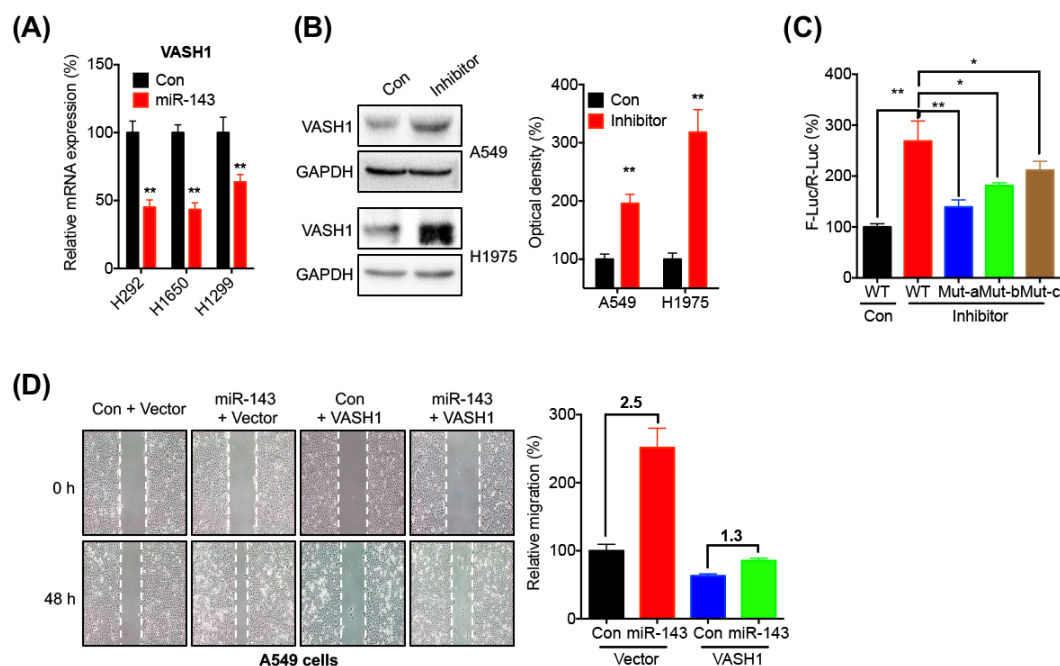 (A)
VASH1
Con
miR-143
Relative mRNA expression (%)
150
100
50
0
**
**
**
H292
H1650
H1299
(B)
Con
Inhibitor
VASH1
GAPDH
A549
VASH1
GAPDH
H1975
Con
Inhibitor
Optical density (%)
400
300
200
100
**
**
A549
H1975
(C)
F-Luc/R-Luc (%)
400
300
200
100
0
**
**
*
*
WT
WT
Mut-a
Mut-b
Mut-c
Con
Inhibitor
(D)
Con + Vector
miR-143
+ Vector
Con
+ VASH1
miR-143
+ VASH1
0 h
48 h
A549 cells
Relative migration (%)
300
200
100
0
2.5
1.3
Con
miR-143
Con
miR-143
Vector
VASH1